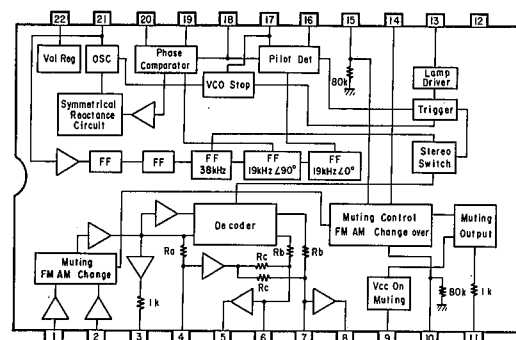 22 21 20 19 18 17 16 15 14 13 12
Vol Reg
OSC
Phase
Comparator
Pilot Det
80k
Lamp
Driver
VCO Stop
Symmetrical
Reactance
Circuit
Trigger
FF
FF
FF
38kHz
FF
19kHz∠90°
FF
19kHz∠0°
Stereo
Switch
Decoder
Muting Control
FM AM Change over
Muting
Output
Ra
Rb
Rb
Rc
Rc
Muting
FM AM Change
1k
Vcc On
Muting
80k
1k
1 2 3 4 5 6 7 8 9 10 11